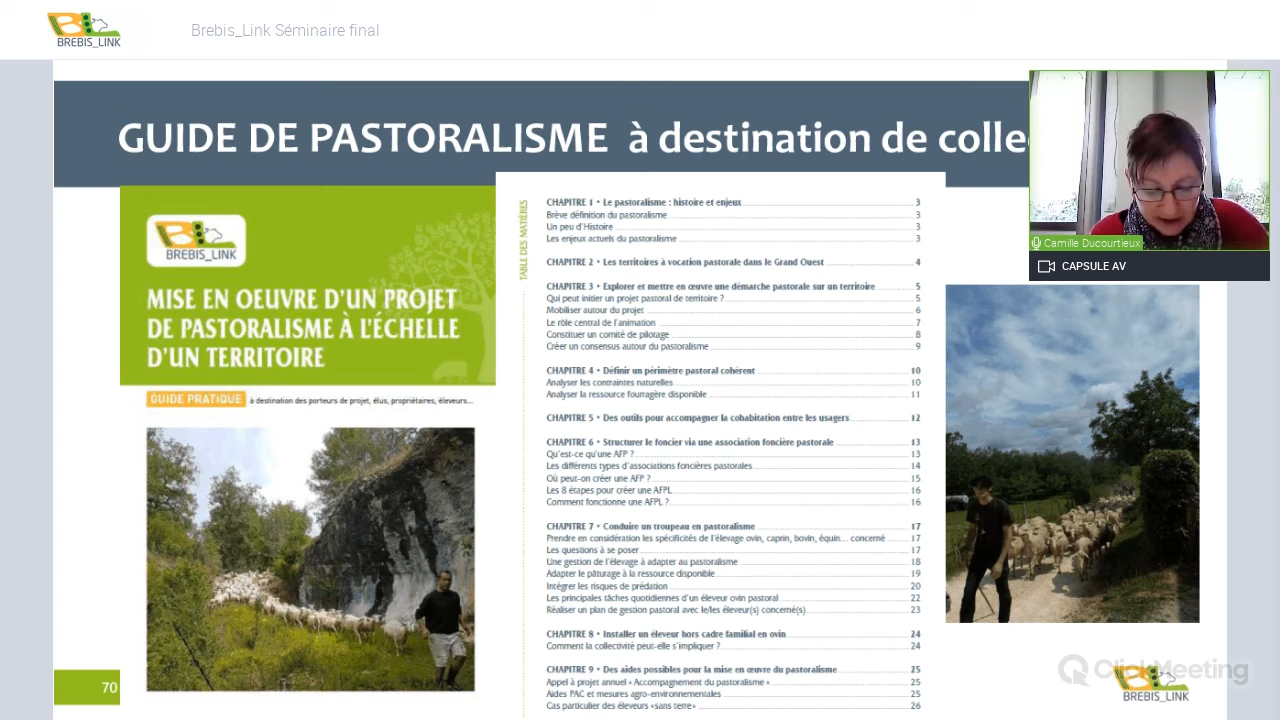 BREBIS_LINK
Brebis_Link Séminaire final
GUIDE DE PASTORALISME à destination de colle
Camille Ducourtieux
CAPSULE AV
BREBIS_LINK
MISE EN OEUVRE D'UN PROJET
DE PASTORALISME À L'ÉCHELLE
D'UN TERRITOIRE
GUIDE PRATIQUE à destination des porteurs de projet, élus, propriétaires, éleveurs...
TABLE DES MATIÈRES
CHAPITRE 1 • Le pastoralisme : histoire et enjeux 3
Brève définition du pastoralisme 3
Un peu d'Histoire 3
Les enjeux actuels du pastoralisme 3
CHAPITRE 2 • Les territoires à vocation pastorale dans le Grand Ouest 4
CHAPITRE 3 • Explorer et mettre en œuvre une démarche pastorale sur un territoire 5
Qui peut initier un projet pastoral de territoire ? 5
Mobiliser autour du projet 6
Le rôle central de l'animation 7
Constituer un comité de pilotage 8
Créer un consensus autour du pastoralisme 9
CHAPITRE 4 • Définir un périmètre pastoral cohérent 10
Analyser les contraintes naturelles 10
Analyser la ressource fourragère disponible 11
CHAPITRE 5 • Des outils pour accompagner la cohabitation entre les usagers 12
CHAPITRE 6 • Structurer le foncier via une association foncière pastorale 13
Qu'est-ce qu'une AFP ? 13
Les différents types d'associations foncières pastorales 14
Où peut-on créer une AFP ? 15
Les 8 étapes pour créer une AFPL 16
Comment fonctionne une AFPL ? 16
CHAPITRE 7 • Conduire un troupeau en pastoralisme 17
Prendre en considération les spécificités de l'élevage ovin, caprin, bovin, équin... concerné 17
Les questions à se poser 17
Une gestion de l'élevage à adapter au pastoralisme 18
Adapter le pâturage à la ressource disponible 19
Intégrer les risques de prédation 20
Les principales tâches quotidiennes d'un éleveur ovin pastoral 22
Réaliser un plan de gestion pastoral avec le/les éleveur(s) concerné(s) 23
CHAPITRE 8 • Installer un éleveur hors cadre familial en ovin 24
Comment la collectivité peut-elle s'impliquer ? 24
CHAPITRE 9 • Des aides possibles pour la mise en œuvre du pastoralisme 25
Appel à projet annuel « Accompagnement du pastoralisme » 25
Aides PAC et mesures agro-environnementales 25
Cas particulier des éleveurs «sans terre» 26
70
ClickMeeting
BREBIS_LINK